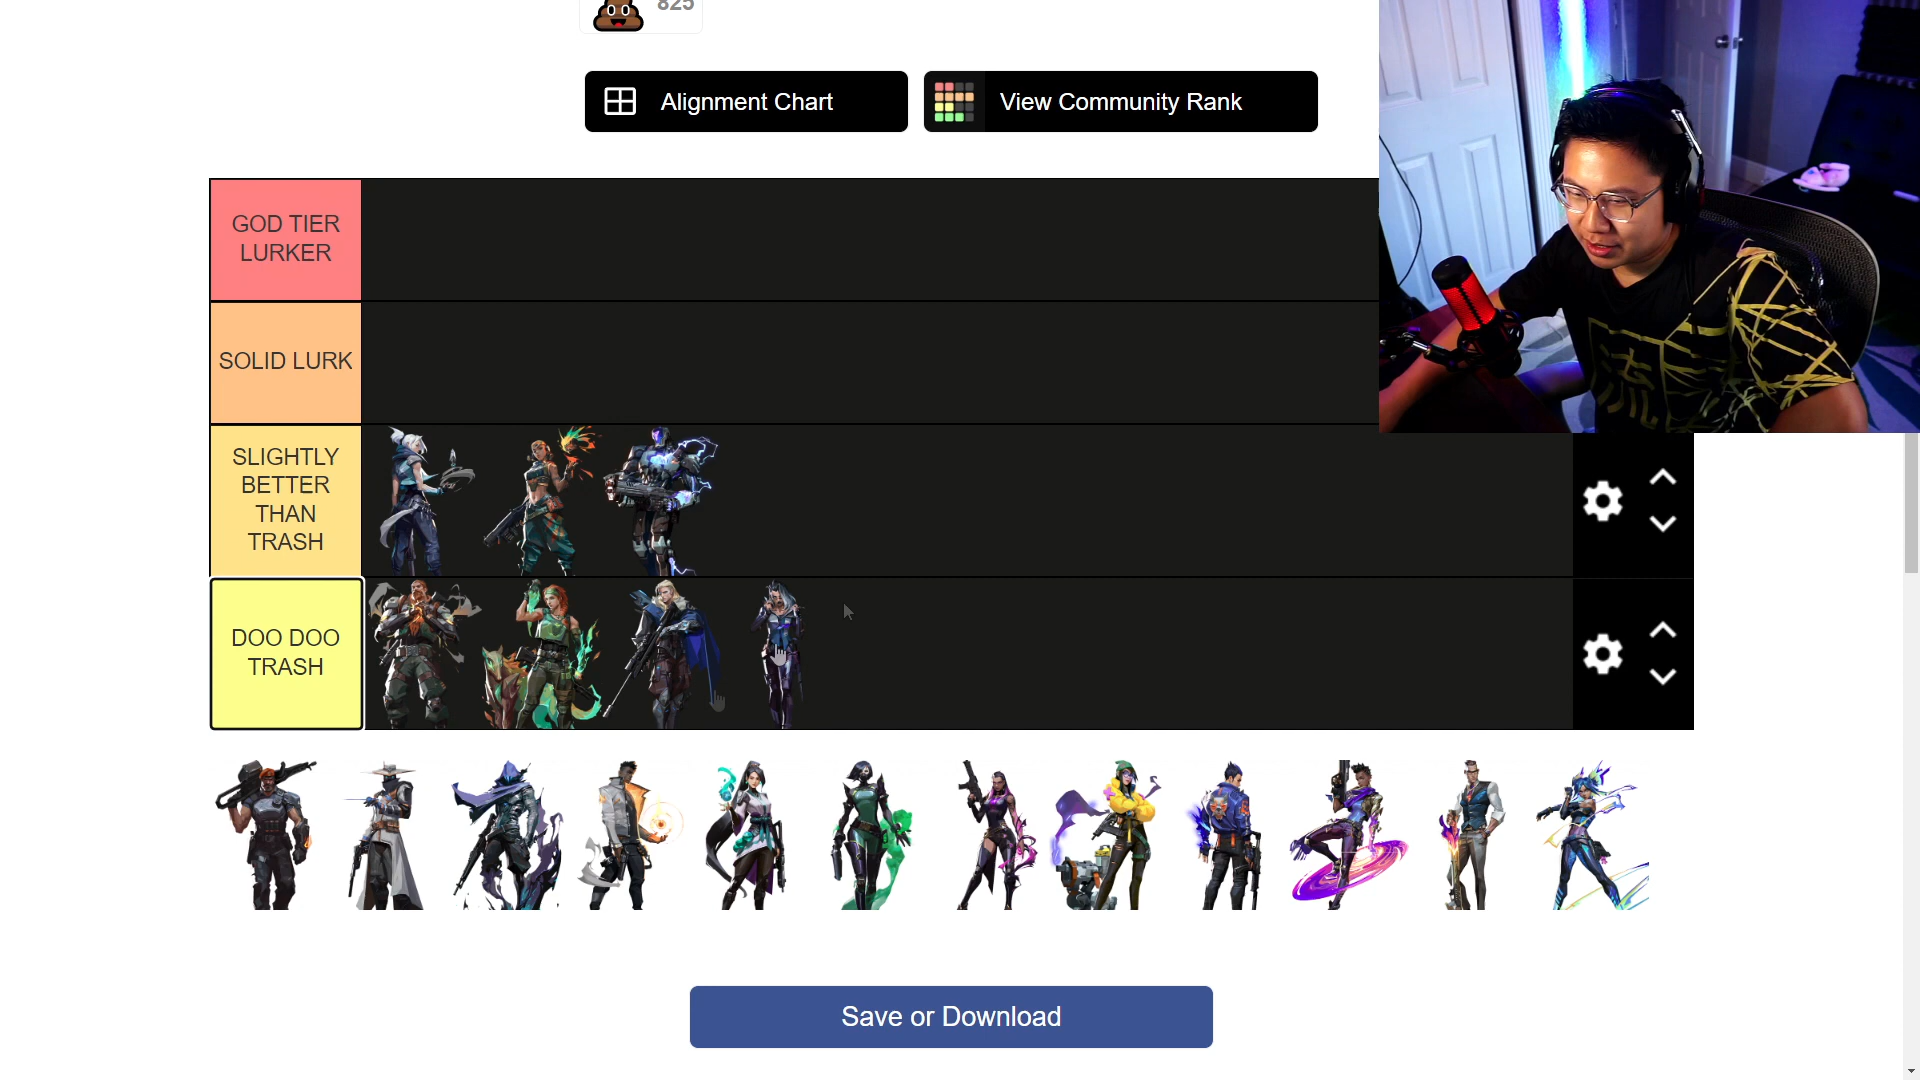 825
Alignment Chart
View Community Rank
GOD TIER
LURKER
SOLID LURK
SLIGHTLY
BETTER
THAN
TRASH
DOO DOO
TRASH
Save or Download